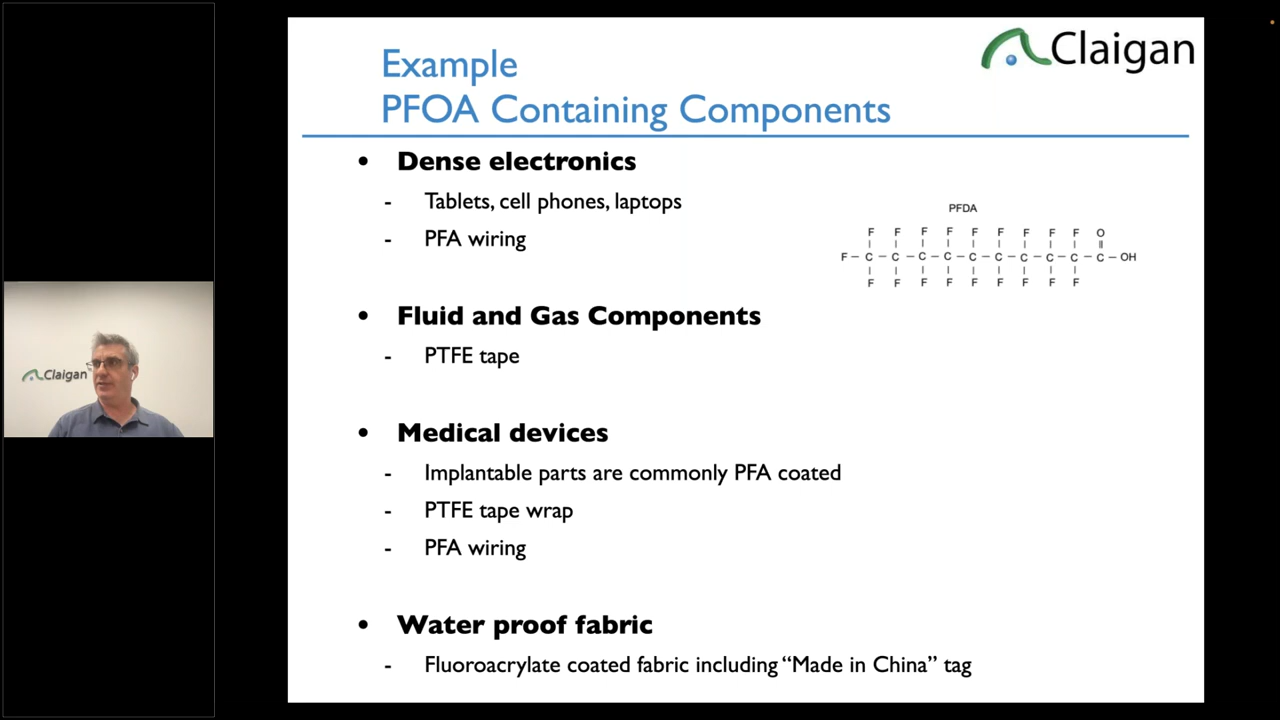 Claigan
Example
PFOA Containing Components
• Dense electronics
- Tablets, cell phones, laptops
- PFA wiring
PFDA
F F F F F F F F F O
F – C – C – C – C – C – C – C – C – C – C – OH
F F F F F F F F F
• Fluid and Gas Components
- PTFE tape
Claigan
• Medical devices
- Implantable parts are commonly PFA coated
- PTFE tape wrap
- PFA wiring
• Water proof fabric
- Fluoroacrylate coated fabric including “Made in China” tag